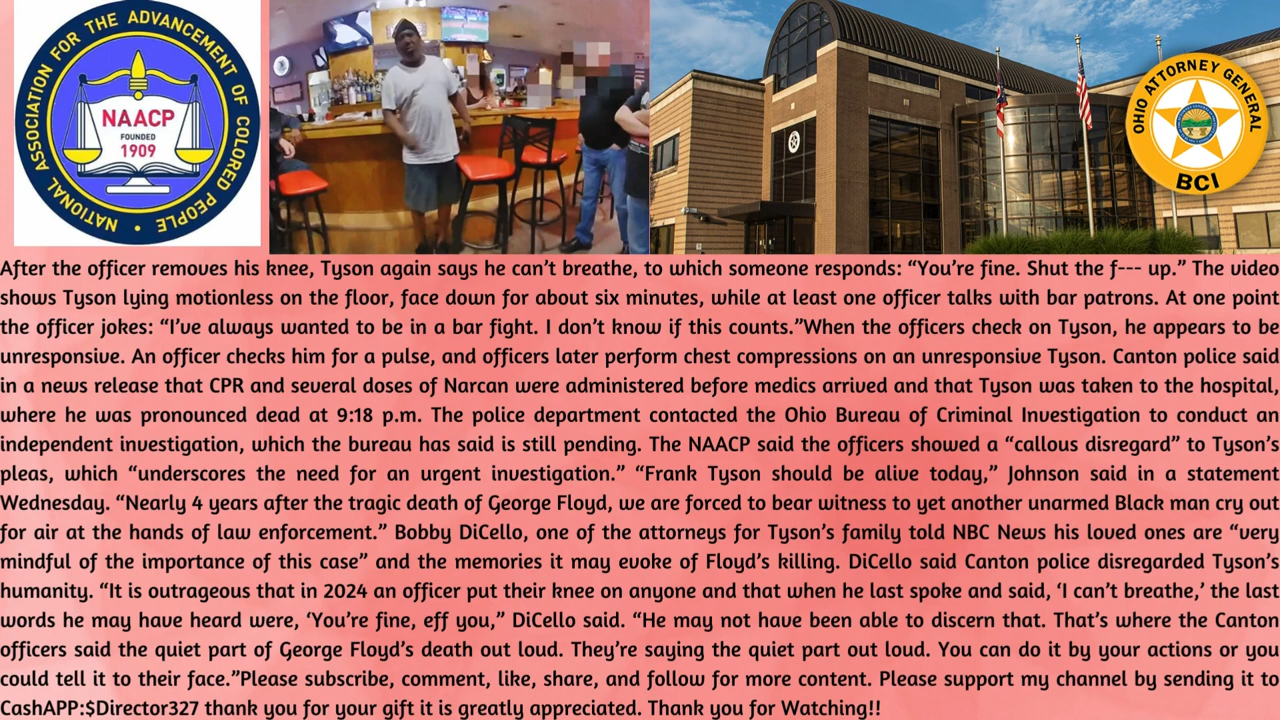 NATIONAL ASSOCIATION FOR THE ADVANCEMENT OF COLORED PEOPLE
NAACP
FOUNDED
1909
OHIO ATTORNEY GENERAL
BCI
After the officer removes his knee, Tyson again says he can’t breathe, to which someone responds: “You’re fine. Shut the f--- up.” The video
shows Tyson lying motionless on the floor, face down for about six minutes, while at least one officer talks with bar patrons. At one point
the officer jokes: “I’ve always wanted to be in a bar fight. I don’t know if this counts.”When the officers check on Tyson, he appears to be
unresponsive. An officer checks him for a pulse, and officers later perform chest compressions on an unresponsive Tyson. Canton police said
in a news release that CPR and several doses of Narcan were administered before medics arrived and that Tyson was taken to the hospital,
where he was pronounced dead at 9:18 p.m. The police department contacted the Ohio Bureau of Criminal Investigation to conduct an
independent investigation, which the bureau has said is still pending. The NAACP said the officers showed a “callous disregard” to Tyson’s
pleas, which “underscores the need for an urgent investigation.” “Frank Tyson should be alive today,” Johnson said in a statement
Wednesday. “Nearly 4 years after the tragic death of George Floyd, we are forced to bear witness to yet another unarmed Black man cry out
for air at the hands of law enforcement.” Bobby DiCello, one of the attorneys for Tyson’s family told NBC News his loved ones are “very
mindful of the importance of this case” and the memories it may evoke of Floyd’s killing. DiCello said Canton police disregarded Tyson’s
humanity. “It is outrageous that in 2024 an officer put their knee on anyone and that when he last spoke and said, ‘I can’t breathe,’ the last
words he may have heard were, ‘You’re fine, eff you,” DiCello said. “He may not have been able to discern that. That’s where the Canton
officers said the quiet part of George Floyd’s death out loud. They’re saying the quiet part out loud. You can do it by your actions or you
could tell it to their face.”Please subscribe, comment, like, share, and follow for more content. Please support my channel by sending it to
CashAPP:$Director327 thank you for your gift it is greatly appreciated. Thank you for Watching!!